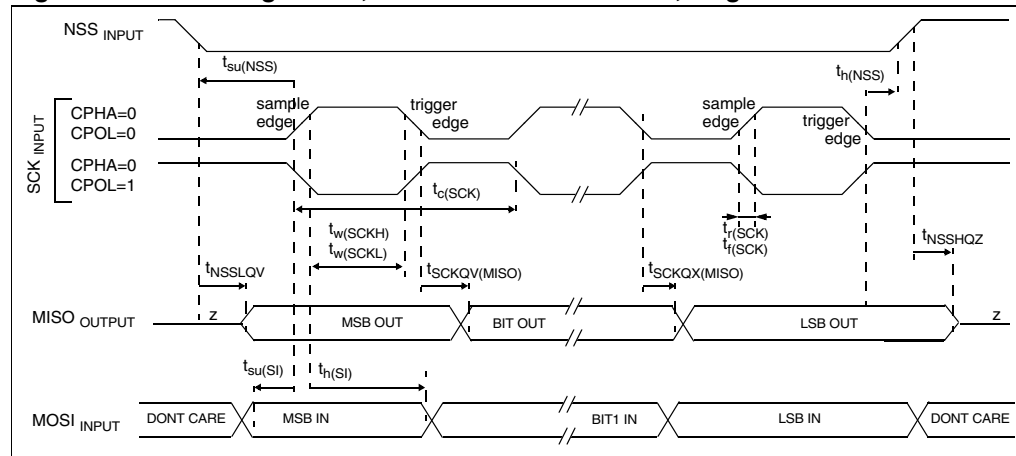 NSS INPUT
tsu(NSS)
th(NSS)
SCK INPUT
CPHA=0
CPOL=0
CPHA=0
CPOL=1
sample
edge
trigger
edge
sample
edge
trigger
edge
tc(SCK)
tw(SCKH)
tw(SCKL)
tr(SCK)
tf(SCK)
tNSSLQV
tSCKQV(MISO)
tSCKQX(MISO)
tNSSHQZ
MISO OUTPUT
z
MSB OUT
BIT OUT
LSB OUT
z
tsu(SI)
th(SI)
MOSI INPUT
DONT CARE
MSB IN
BIT1 IN
LSB IN
DONT CARE